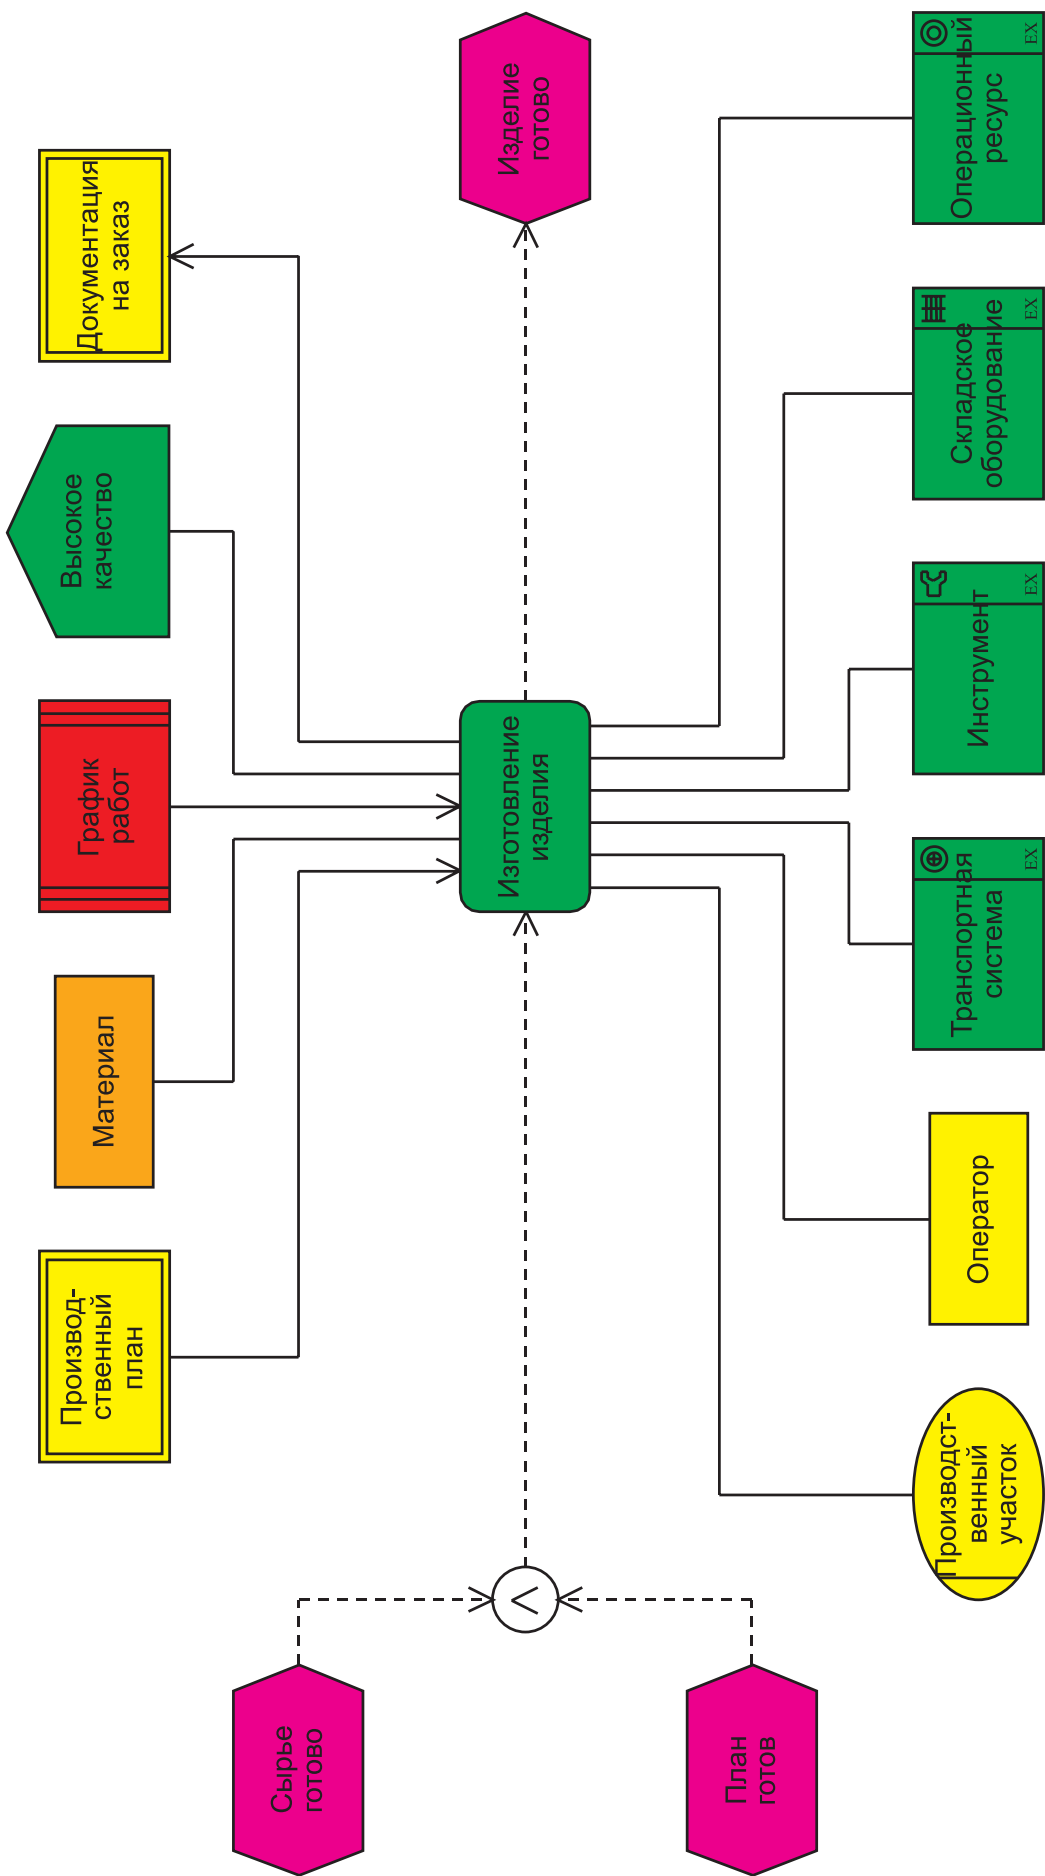 Производ-
ственный
план
Материал
График
работ
Высокое
качество
Документация
на заказ
Сырье
готово
∧
План
готов
Изготовление
изделия
Изделие
готово
Производст-
венный
участок
Оператор
Транспортная
система
EX
Инструмент
EX
Складское
оборудование
EX
Операционный
ресурс
EX